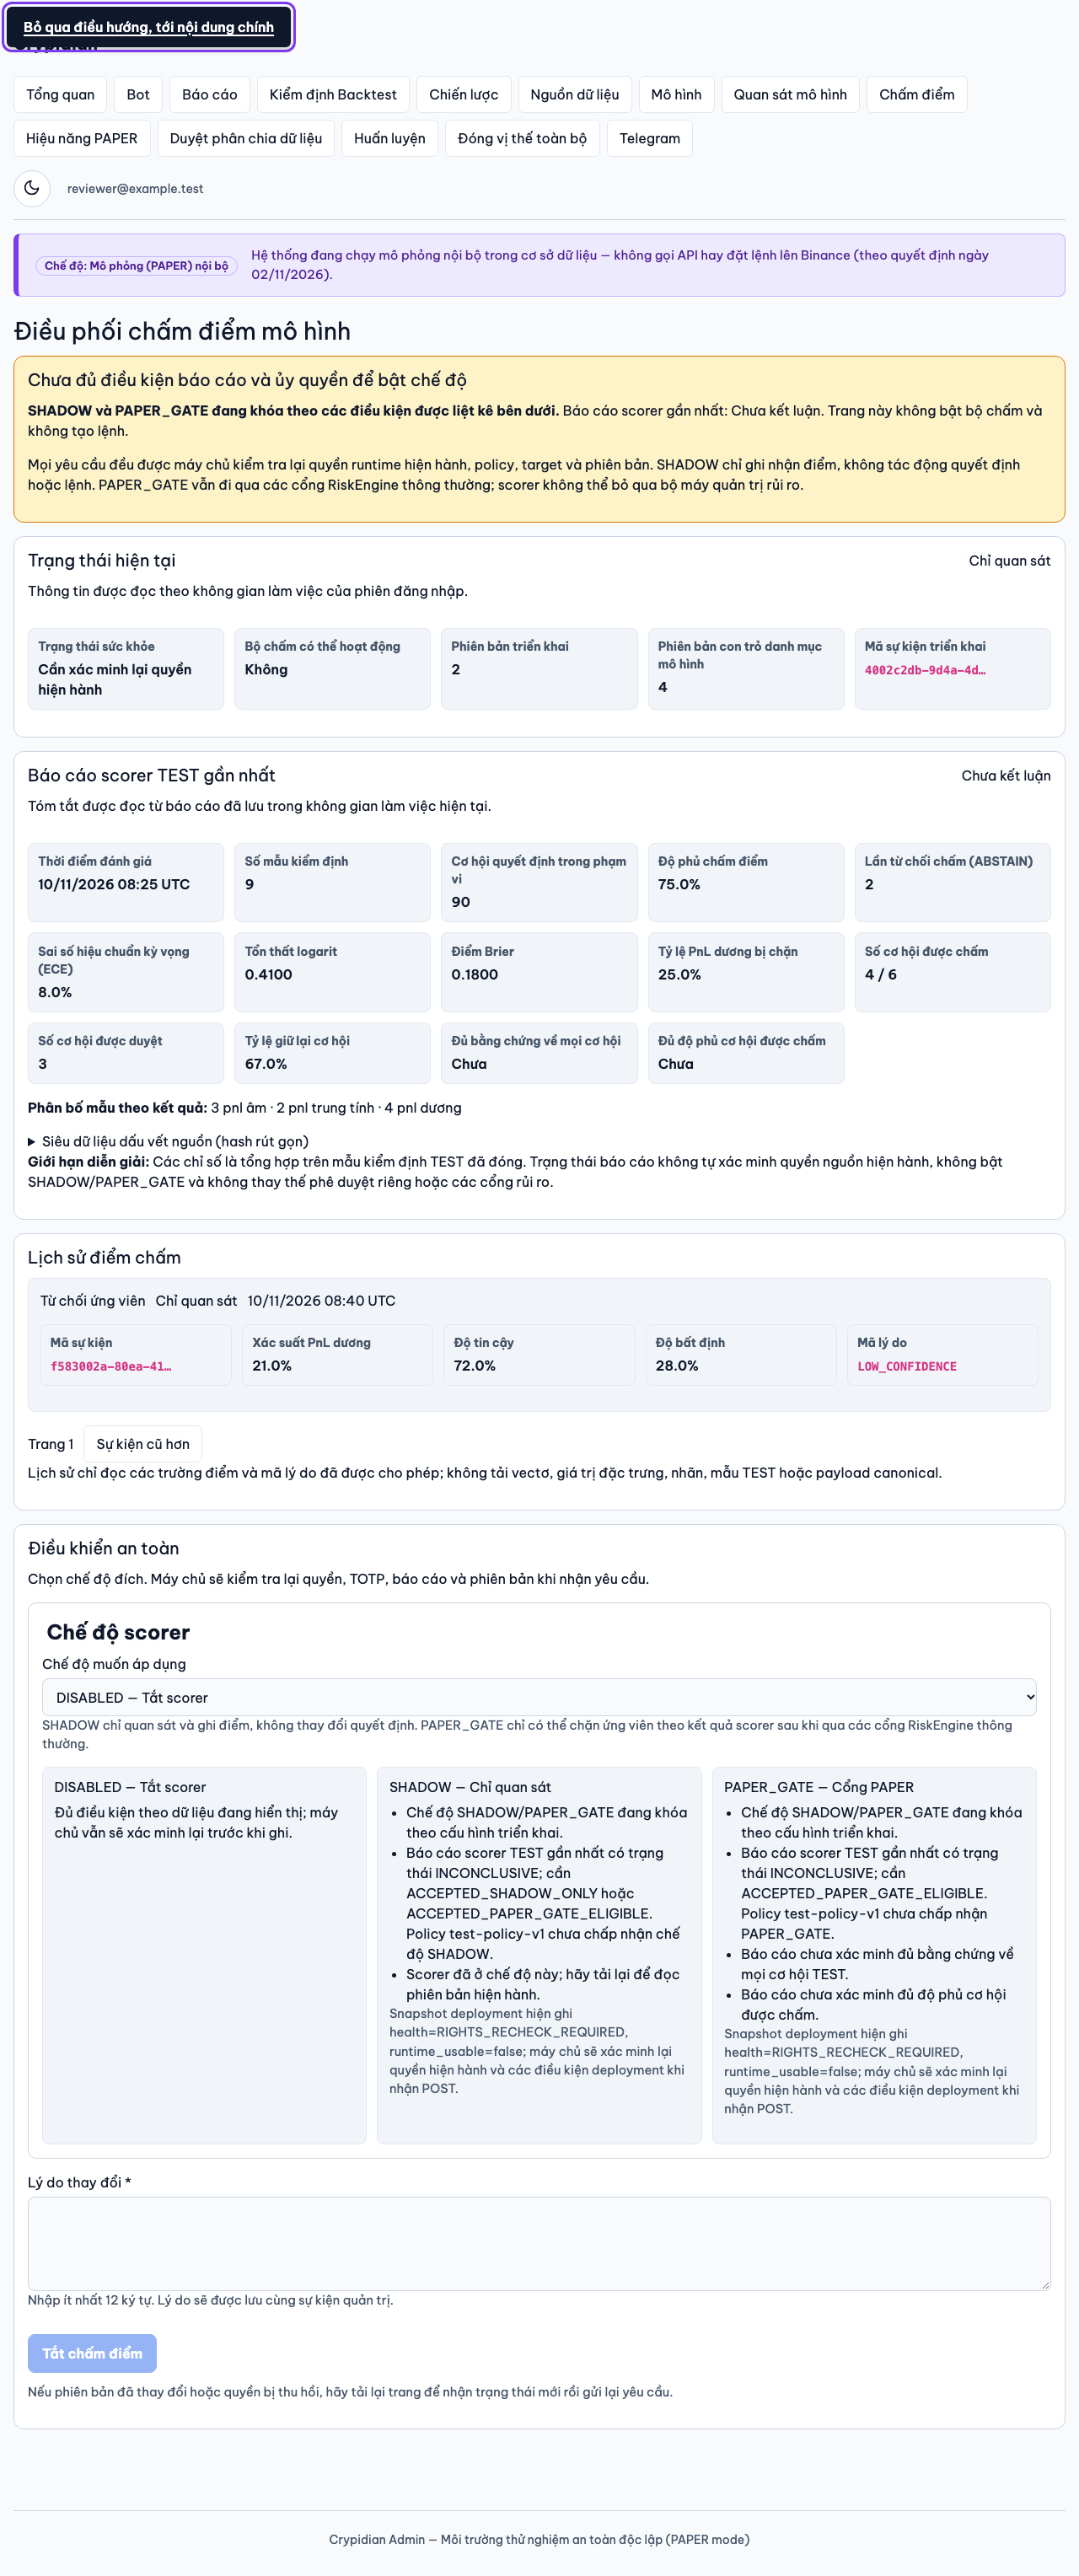 Bỏ qua điều hướng, tới nội dung chính
Tổng quan
Bot
Báo cáo
Kiểm định Backtest
Chiến lược
Nguồn dữ liệu
Mô hình
Quan sát mô hình
Chấm điểm
Hiệu năng PAPER
Duyệt phân chia dữ liệu
Huấn luyện
Đóng vị thế toàn bộ
Telegram
reviewer@example.test
Chế độ: Mô phỏng (PAPER) nội bộ
Hệ thống đang chạy mô phỏng nội bộ trong cơ sở dữ liệu — không gọi API hay đặt lệnh lên Binance (theo quyết định ngày
02/11/2026).
Điều phối chấm điểm mô hình
Chưa đủ điều kiện báo cáo và ủy quyền để bật chế độ
SHADOW và PAPER_GATE đang khóa theo các điều kiện được liệt kê bên dưới. Báo cáo scorer gần nhất: Chưa kết luận. Trang này không bật bộ chấm và
không tạo lệnh.
Mọi yêu cầu đều được máy chủ kiểm tra lại quyền runtime hiện hành, policy, target và phiên bản. SHADOW chỉ ghi nhận điểm, không tác động quyết định
hoặc lệnh. PAPER_GATE vẫn đi qua các cổng RiskEngine thông thường; scorer không thể bỏ qua bộ máy quản trị rủi ro.
Trạng thái hiện tại
Chỉ quan sát
Thông tin được đọc theo không gian làm việc của phiên đăng nhập.
Trạng thái sức khỏe
Cần xác minh lại quyền
hiện hành
Bộ chấm có thể hoạt động
Không
Phiên bản triển khai
2
Phiên bản con trỏ danh mục
mô hình
4
Mã sự kiện triển khai
4002c2db–9d4a–4d…
Báo cáo scorer TEST gần nhất
Chưa kết luận
Tóm tắt được đọc từ báo cáo đã lưu trong không gian làm việc hiện tại.
Thời điểm đánh giá
10/11/2026 08:25 UTC
Số mẫu kiểm định
9
Cơ hội quyết định trong phạm
vi
90
Độ phủ chấm điểm
75.0%
Lần từ chối chấm (ABSTAIN)
2
Sai số hiệu chuẩn kỳ vọng
(ECE)
8.0%
Tổn thất logarit
0.4100
Điểm Brier
0.1800
Tỷ lệ PnL dương bị chặn
25.0%
Số cơ hội được chấm
4 / 6
Số cơ hội được duyệt
3
Tỷ lệ giữ lại cơ hội
67.0%
Đủ bằng chứng về mọi cơ hội
Chưa
Đủ độ phủ cơ hội được chấm
Chưa
Phân bố mẫu theo kết quả: 3 pnl âm · 2 pnl trung tính · 4 pnl dương
Siêu dữ liệu dấu vết nguồn (hash rút gọn)
Giới hạn diễn giải: Các chỉ số là tổng hợp trên mẫu kiểm định TEST đã đóng. Trạng thái báo cáo không tự xác minh quyền nguồn hiện hành, không bật
SHADOW/PAPER_GATE và không thay thế phê duyệt riêng hoặc các cổng rủi ro.
Lịch sử điểm chấm
Từ chối ứng viên Chỉ quan sát 10/11/2026 08:40 UTC
Mã sự kiện
f583002a–80ea–41…
Xác suất PnL dương
21.0%
Độ tin cậy
72.0%
Độ bất định
28.0%
Mã lý do
LOW_CONFIDENCE
Trang 1
Sự kiện cũ hơn
Lịch sử chỉ đọc các trường điểm và mã lý do đã được cho phép; không tải vectơ, giá trị đặc trưng, nhãn, mẫu TEST hoặc payload canonical.
Điều khiển an toàn
Chọn chế độ đích. Máy chủ sẽ kiểm tra lại quyền, TOTP, báo cáo và phiên bản khi nhận yêu cầu.
Chế độ scorer
Chế độ muốn áp dụng
DISABLED — Tắt scorer
SHADOW chỉ quan sát và ghi điểm, không thay đổi quyết định. PAPER_GATE chỉ có thể chặn ứng viên theo kết quả scorer sau khi qua các cổng RiskEngine thông
thường.
DISABLED — Tắt scorer
Đủ điều kiện theo dữ liệu đang hiển thị; máy
chủ vẫn sẽ xác minh lại trước khi ghi.
SHADOW — Chỉ quan sát
• Chế độ SHADOW/PAPER_GATE đang khóa
theo cấu hình triển khai.
• Báo cáo scorer TEST gần nhất có trạng
thái INCONCLUSIVE; cần
ACCEPTED_SHADOW_ONLY hoặc
ACCEPTED_PAPER_GATE_ELIGIBLE.
Policy test-policy-v1 chưa chấp nhận chế
độ SHADOW.
• Scorer đã ở chế độ này; hãy tải lại để đọc
phiên bản hiện hành.
Snapshot deployment hiện ghi
health=RIGHTS_RECHECK_REQUIRED,
runtime_usable=false; máy chủ sẽ xác minh lại
quyền hiện hành và các điều kiện deployment khi
nhận POST.
PAPER_GATE — Cổng PAPER
• Chế độ SHADOW/PAPER_GATE đang khóa
theo cấu hình triển khai.
• Báo cáo scorer TEST gần nhất có trạng
thái INCONCLUSIVE; cần
ACCEPTED_PAPER_GATE_ELIGIBLE.
Policy test-policy-v1 chưa chấp nhận
PAPER_GATE.
• Báo cáo chưa xác minh đủ bằng chứng về
mọi cơ hội TEST.
• Báo cáo chưa xác minh đủ độ phủ cơ hội
được chấm.
Snapshot deployment hiện ghi
health=RIGHTS_RECHECK_REQUIRED,
runtime_usable=false; máy chủ sẽ xác minh lại
quyền hiện hành và các điều kiện deployment khi
nhận POST.
Lý do thay đổi *
Nhập ít nhất 12 ký tự. Lý do sẽ được lưu cùng sự kiện quản trị.
Tắt chấm điểm
Nếu phiên bản đã thay đổi hoặc quyền bị thu hồi, hãy tải lại trang để nhận trạng thái mới rồi gửi lại yêu cầu.
Crypidian Admin — Môi trường thử nghiệm an toàn độc lập (PAPER mode)